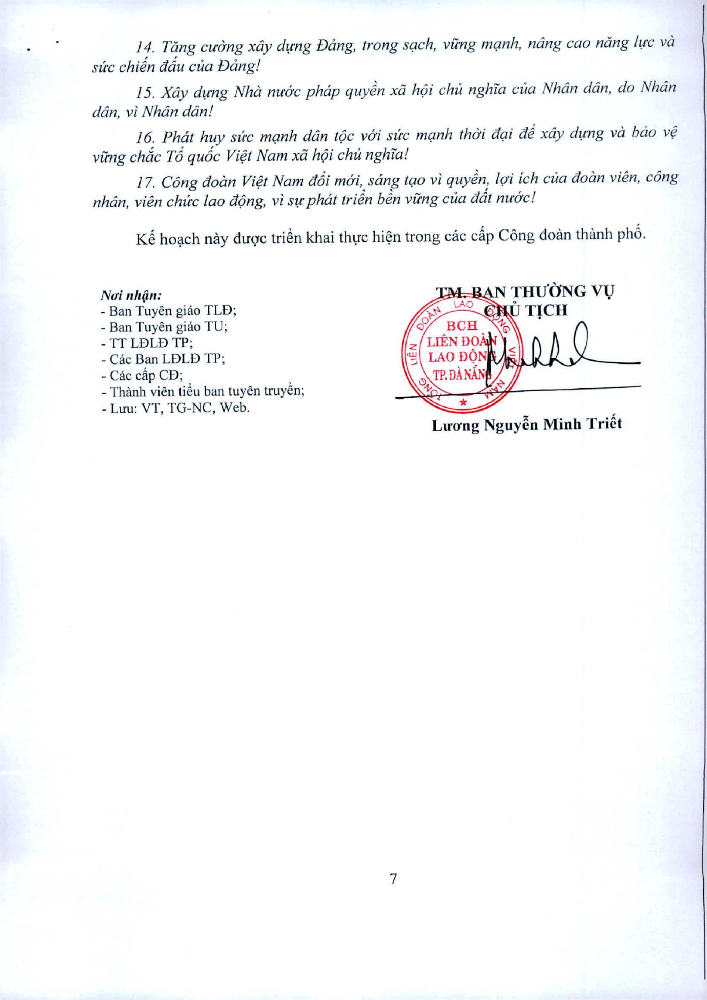 14. Tăng cường xây dựng Đảng, trong sạch, vững mạnh, nâng cao năng lực và
sức chiến đấu của Đảng!
15. Xây dựng Nhà nước pháp quyền xã hội chủ nghĩa của Nhân dân, do Nhân
dân, vì Nhân dân!
16. Phát huy sức mạnh dân tộc với sức mạnh thời đại để xây dựng và bảo vệ
vững chắc Tổ quốc Việt Nam xã hội chủ nghĩa!
17. Công đoàn Việt Nam đổi mới, sáng tạo vì quyền, lợi ích của đoàn viên, công
nhân, viên chức lao động, vì sự phát triển bền vững của đất nước!
Kế hoạch này được triển khai thực hiện trong các cấp Công đoàn thành phố.
Nơi nhận:
- Ban Tuyên giáo TLĐ;
- Ban Tuyên giáo TU;
- TT LĐLĐ TP;
- Các Ban LĐLĐ TP;
- Các cấp CĐ;
- Thành viên tiểu ban tuyên truyền;
- Lưu: VT, TG-NC, Web.
TM. BAN THƯỜNG VỤ
CHỦ TỊCH
TỔNG LIÊN ĐOÀN LAO ĐỘNG VIỆT NAM
BCH
LIÊN ĐOÀN
LAO ĐỘNG
TP. ĐÀ NẴNG
Lương Nguyễn Minh Triết
7